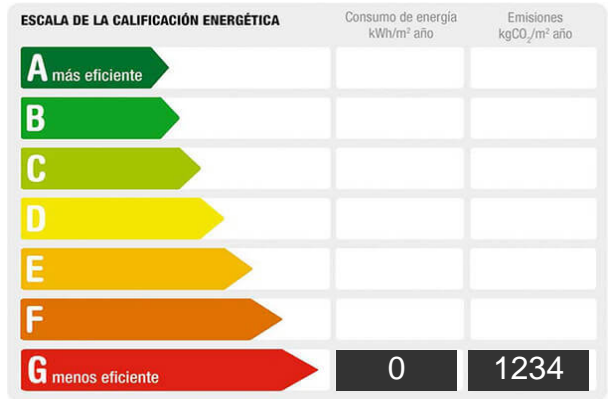 ESCALA DE LA CALIFICACIÓN ENERGÉTICA
Consumo de energía
kWh/m² año
Emisiones
kgCO₂/m² año
A más eficiente
B
C
D
E
F
G menos eficiente
0
1234